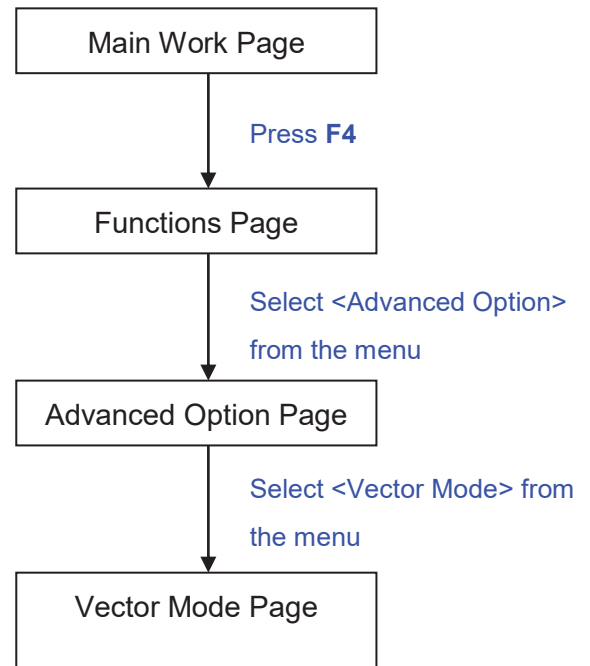 Main Work Page
Press F4
Functions Page
Select <Advanced Option>
from the menu
Advanced Option Page
Select <Vector Mode> from
the menu
Vector Mode Page